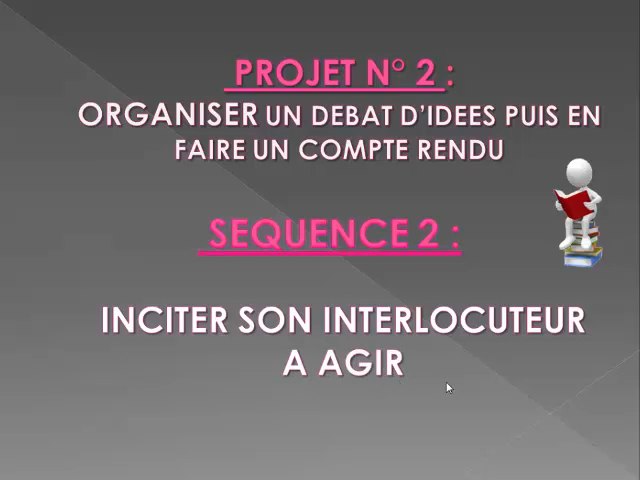 PROJET N° 2 :
ORGANISER UN DEBAT D’IDEES PUIS EN
FAIRE UN COMPTE RENDU
SEQUENCE 2 :
INCITER SON INTERLOCUTEUR
A AGIR